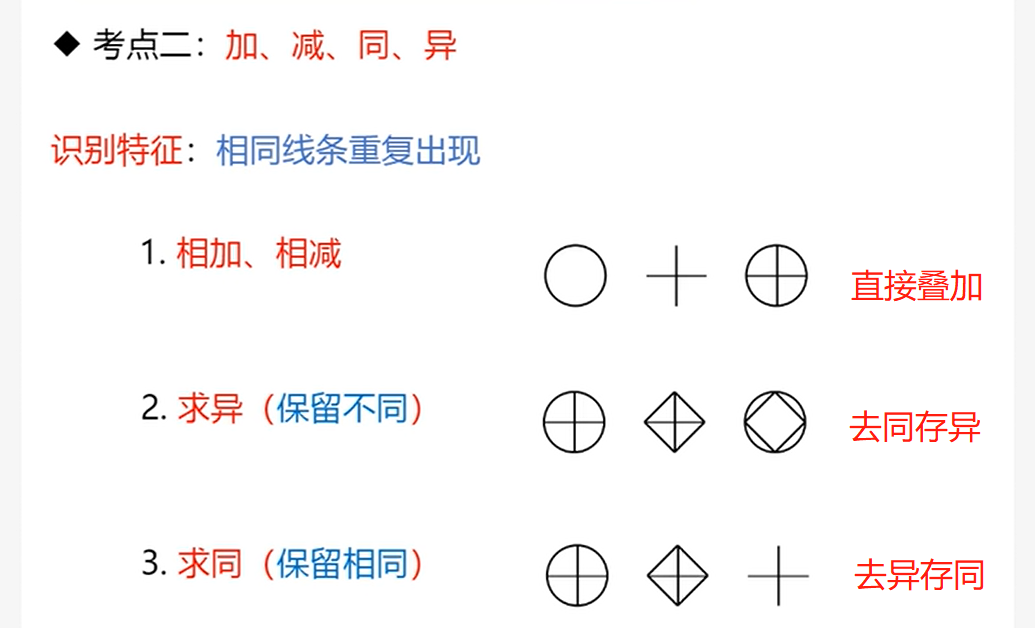 ◆ 考点二：加、减、同、异
识别特征：相同线条重复出现
1. 相加、相减
直接叠加
2. 求异（保留不同）
去同存异
3. 求同（保留相同）
去异存同